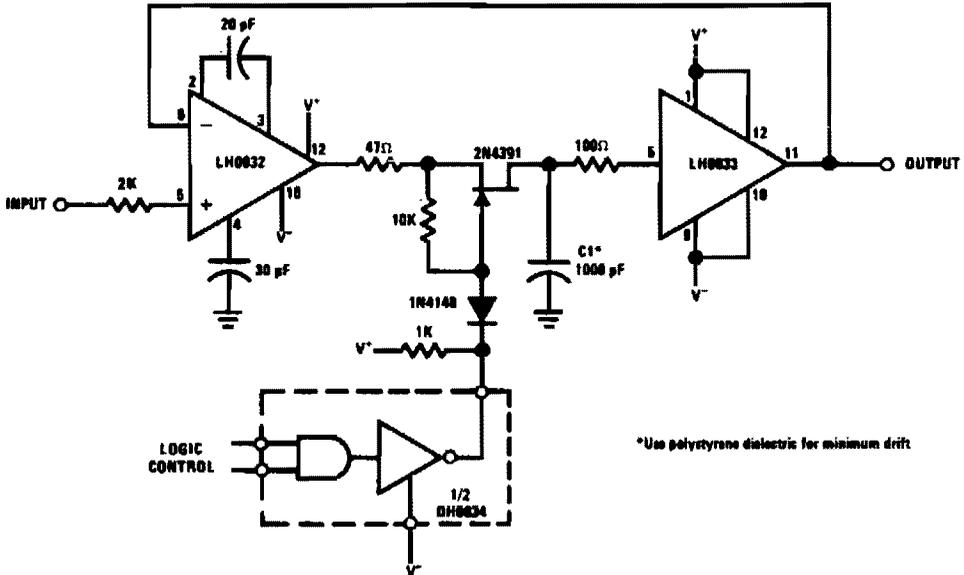 20 pF
2
3
6
−
LH0032
V⁺
12
10
V⁻
5
+
4
INPUT
2K
30 pF
47Ω
10K
2N4391
100Ω
C1*
1000 pF
V⁺
1
12
5
LH0033
11
OUTPUT
10
9
V⁻
1N4148
1K
V⁺
LOGIC
CONTROL
1/2
DH0034
V⁻
*Use polystyrene dielectric for minimum drift